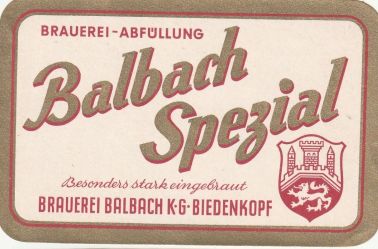 BRAUEREI-ABFÜLLUNG
Balbach
Spezial
Besonders stark eingebraut
BRAUEREI BALBACH K·G·BIEDENKOPF